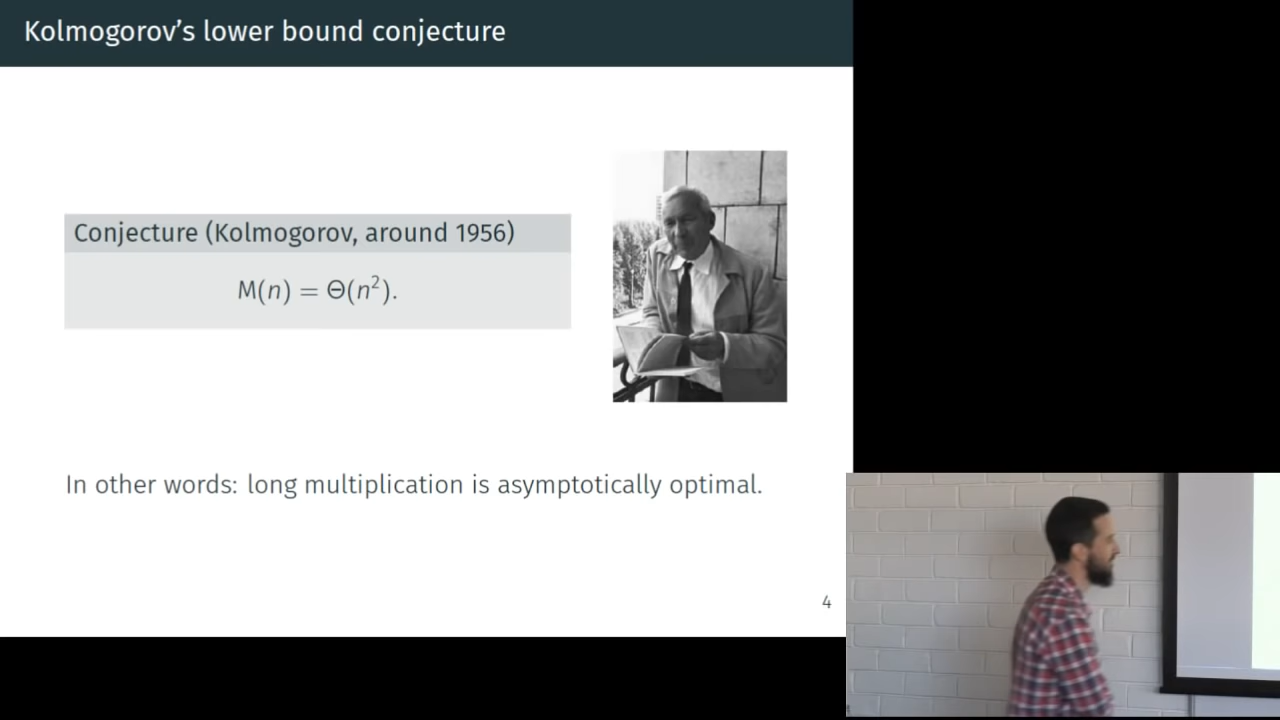 Kolmogorov’s lower bound conjecture
Conjecture (Kolmogorov, around 1956)
M(n) = Θ(n²).
In other words: long multiplication is asymptotically optimal.
4